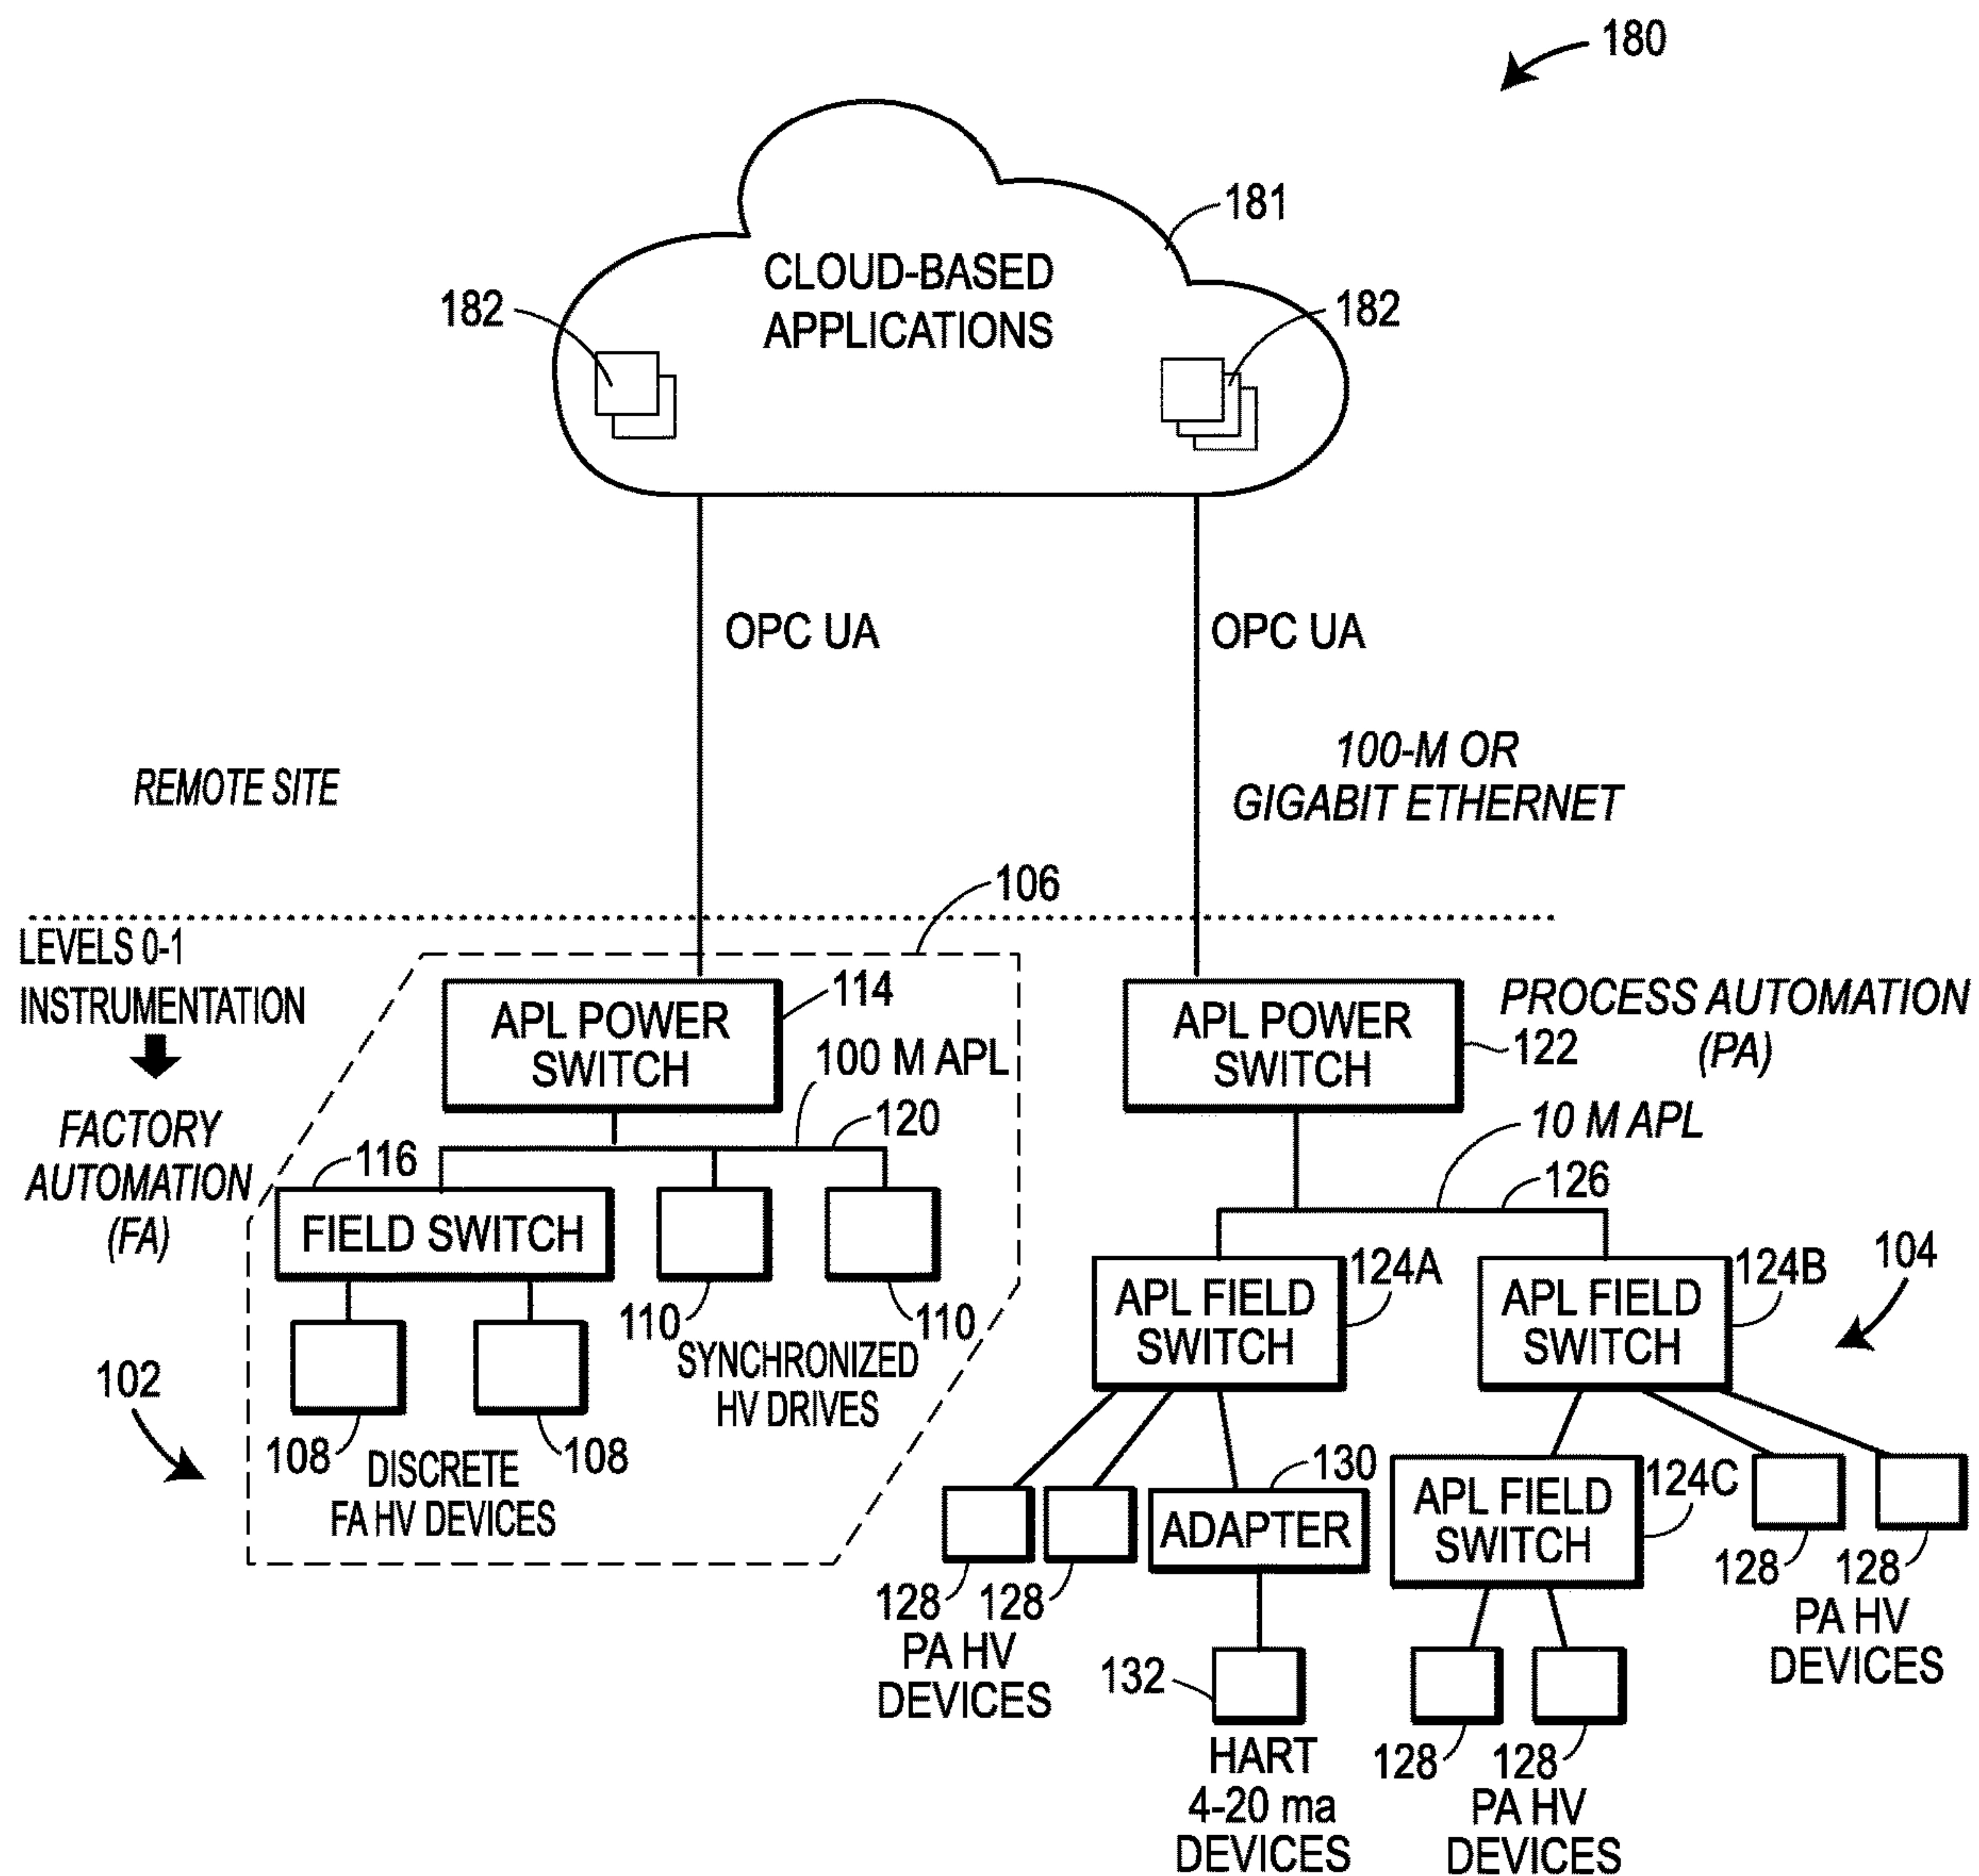 180
181
CLOUD-BASED
APPLICATIONS
182
182
OPC UA
OPC UA
100-M OR
GIGABIT ETHERNET
REMOTE SITE
106
LEVELS 0-1
INSTRUMENTATION
APL POWER
SWITCH
114
APL POWER
SWITCH
122
PROCESS AUTOMATION
(PA)
100 M APL
120
FACTORY
AUTOMATION
(FA)
116
FIELD SWITCH
10 M APL
126
110
110
SYNCHRONIZED
HV DRIVES
APL FIELD
SWITCH
124A
APL FIELD
SWITCH
124B
104
102
108
108
DISCRETE
FA HV DEVICES
130
ADAPTER
APL FIELD
SWITCH
124C
128
128
PA HV
DEVICES
128
128
PA HV
DEVICES
132
HART
4-20 ma
DEVICES
128
128
PA HV
DEVICES